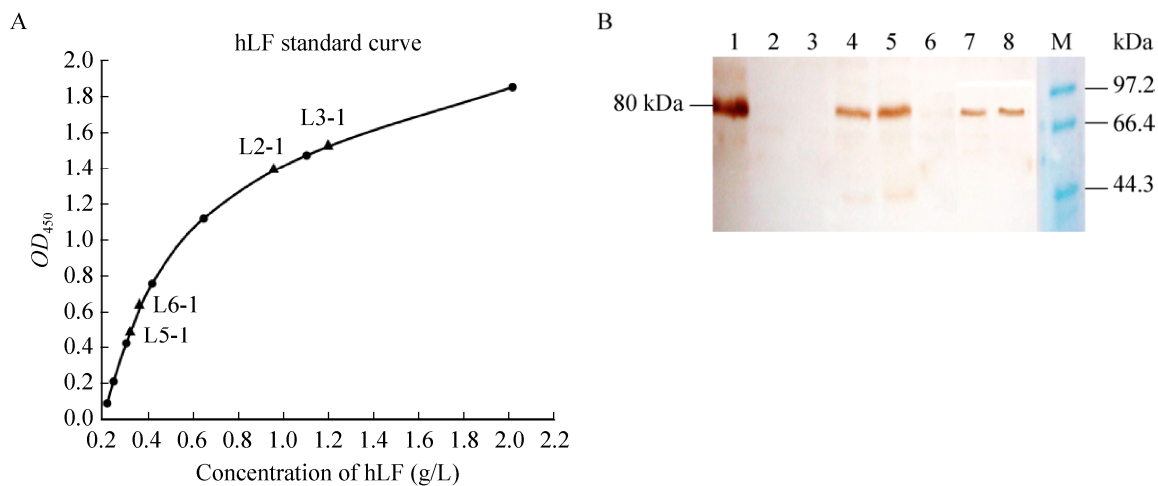 A
hLF standard curve
2.0
1.8
1.6
1.4
1.2
1.0
0.8
0.6
0.4
0.2
0.0
OD450
L3-1
L2-1
L6-1
L5-1
0.2 0.4 0.6 0.8 1.0 1.2 1.4 1.6 1.8 2.0 2.2
Concentration of hLF (g/L)
B
1 2 3 4 5 6 7 8 M kDa
80 kDa
97.2
66.4
44.3